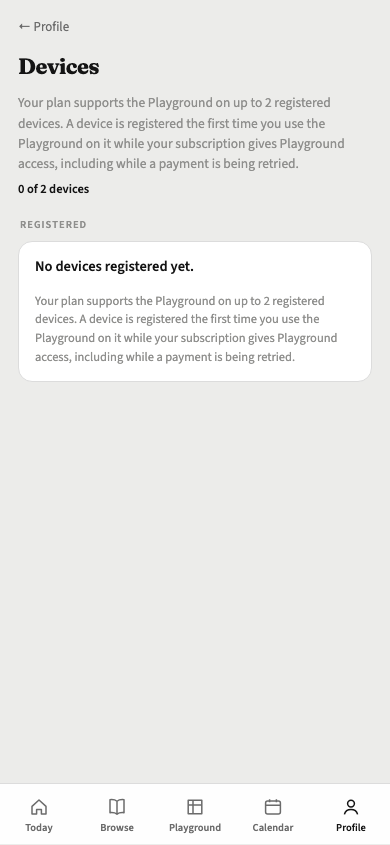 ← Profile
Devices
Your plan supports the Playground on up to 2 registered
devices. A device is registered the first time you use the
Playground on it while your subscription gives Playground
access, including while a payment is being retried.
0 of 2 devices
REGISTERED
No devices registered yet.
Your plan supports the Playground on up to 2 registered
devices. A device is registered the first time you use the
Playground on it while your subscription gives Playground
access, including while a payment is being retried.
Today Browse Playground Calendar Profile